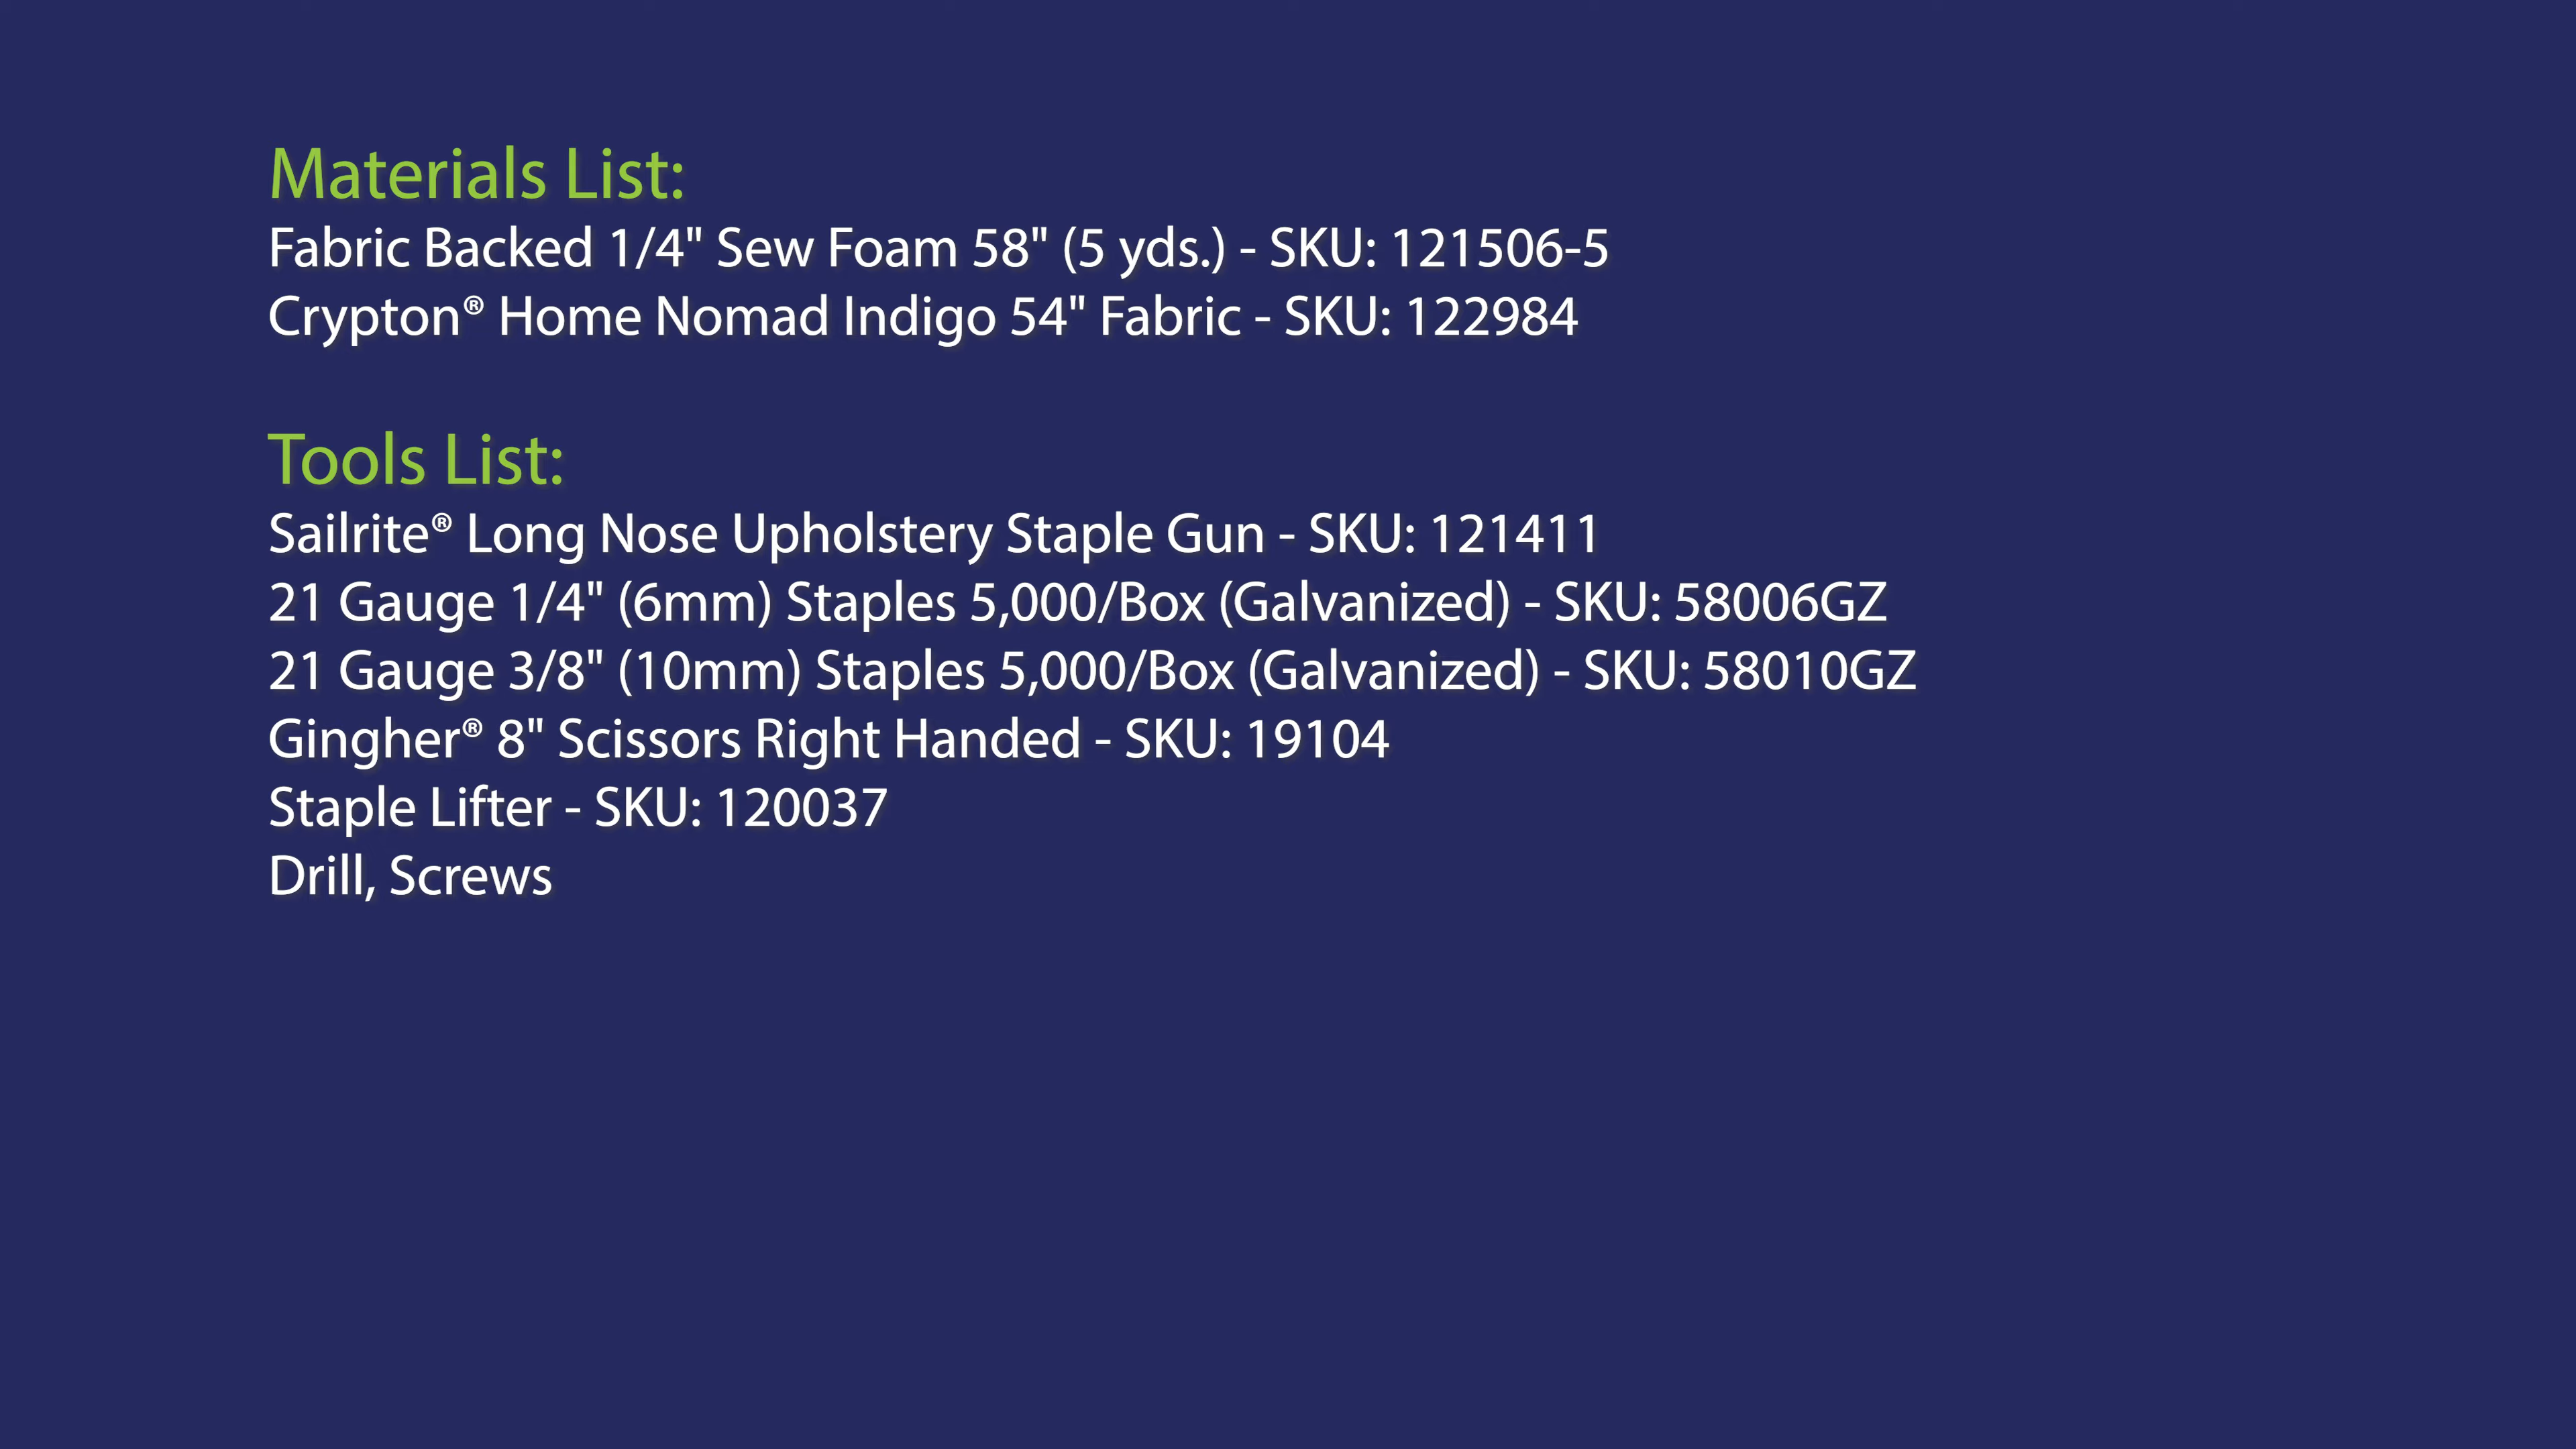 Materials List:
Fabric Backed 1/4" Sew Foam 58" (5 yds.) - SKU: 121506-5
Crypton® Home Nomad Indigo 54" Fabric - SKU: 122984
Tools List:
Sailrite® Long Nose Upholstery Staple Gun - SKU: 121411
21 Gauge 1/4" (6mm) Staples 5,000/Box (Galvanized) - SKU: 58006GZ
21 Gauge 3/8" (10mm) Staples 5,000/Box (Galvanized) - SKU: 58010GZ
Gingher® 8" Scissors Right Handed - SKU: 19104
Staple Lifter - SKU: 120037
Drill, Screws